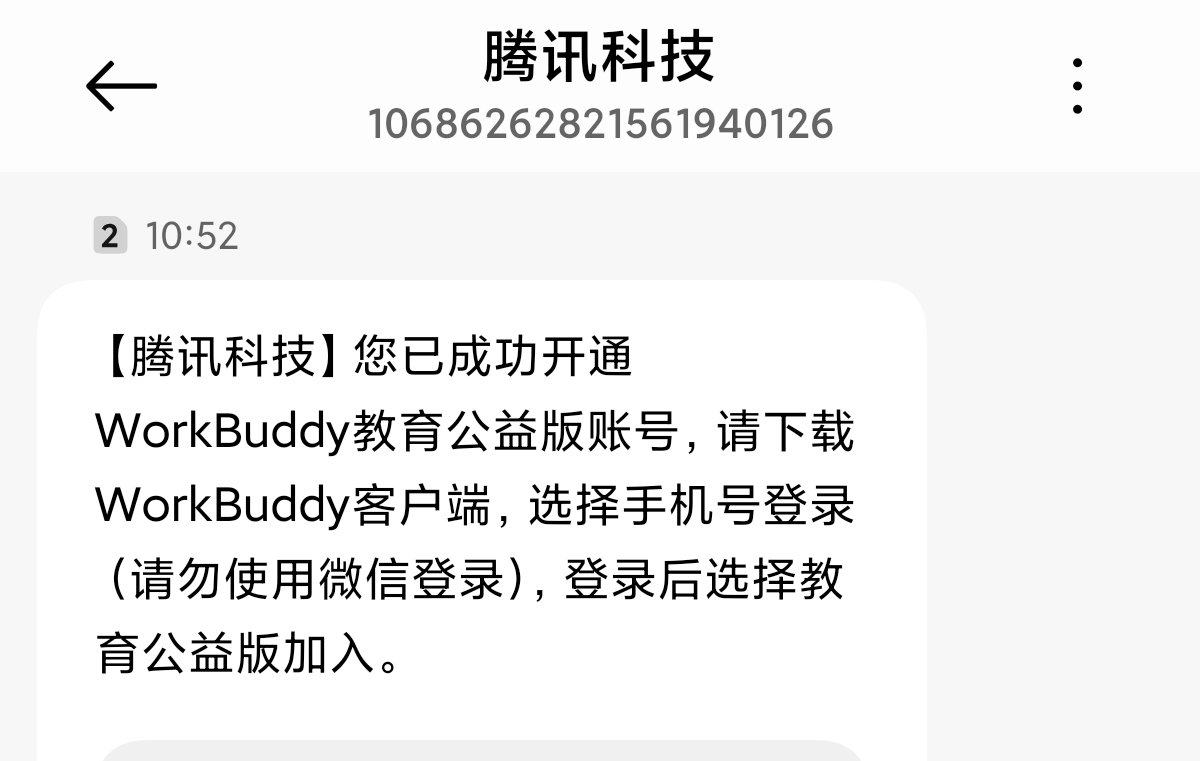 腾讯科技
10686262821561940126
2 10:52
【腾讯科技】您已成功开通
WorkBuddy教育公益版账号，请下载
WorkBuddy客户端，选择手机号登录
（请勿使用微信登录），登录后选择教
育公益版加入。